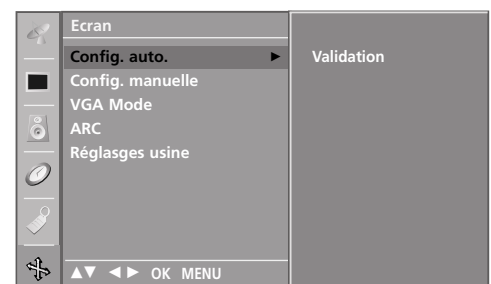 Ecran
Config. auto. ► Validation
Config. manuelle
VGA Mode
ARC
Réglasges usine
▲▼ ◄► OK MENU